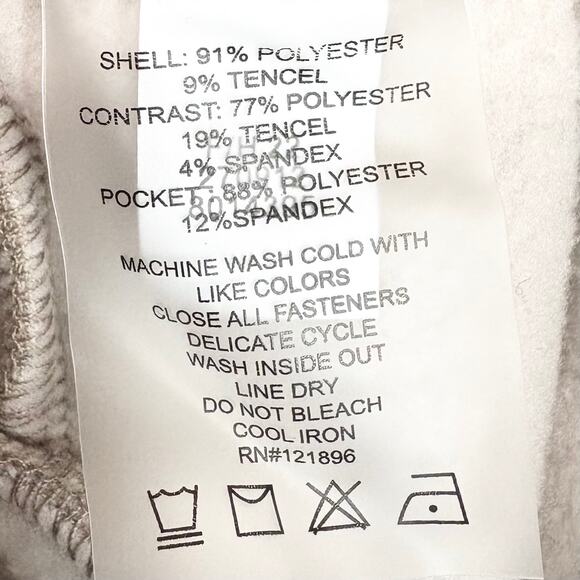 SHELL: 91% POLYESTER
9% TENCEL
CONTRAST: 77% POLYESTER
19% TENCEL
4% SPANDEX
POCKET: 88% POLYESTER
12%SPANDEX
MACHINE WASH COLD WITH
LIKE COLORS
CLOSE ALL FASTENERS
DELICATE CYCLE
WASH INSIDE OUT
LINE DRY
DO NOT BLEACH
COOL IRON
RN#121896